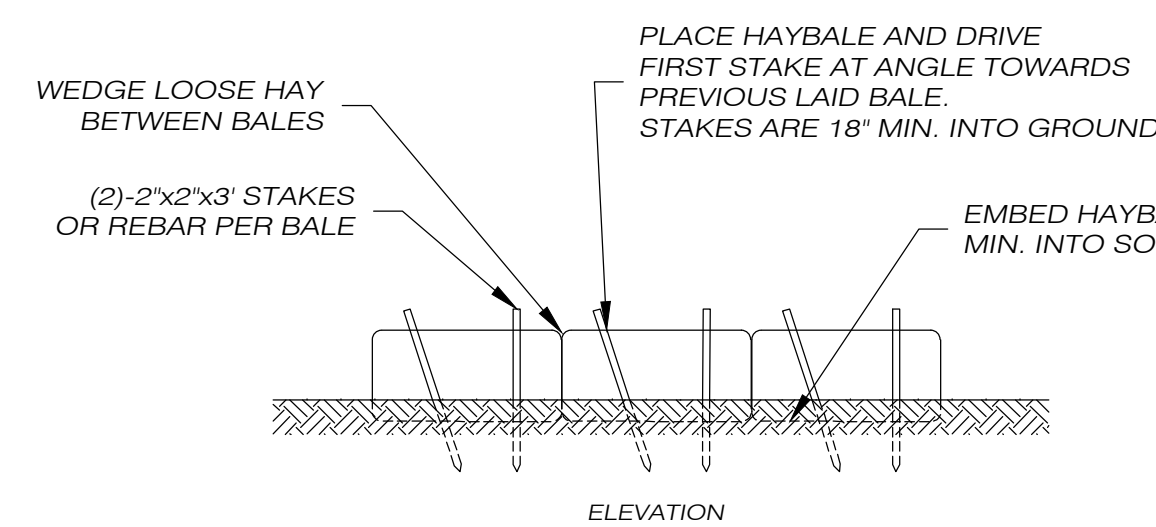 PLACE HAYBALE AND DRIVE
FIRST STAKE AT ANGLE TOWARDS
PREVIOUS LAID BALE.
STAKES ARE 18" MIN. INTO GROUND
WEDGE LOOSE HAY
BETWEEN BALES
(2)-2"x2"x3' STAKES
OR REBAR PER BALE
EMBED
MIN. INTO
ELEVATION